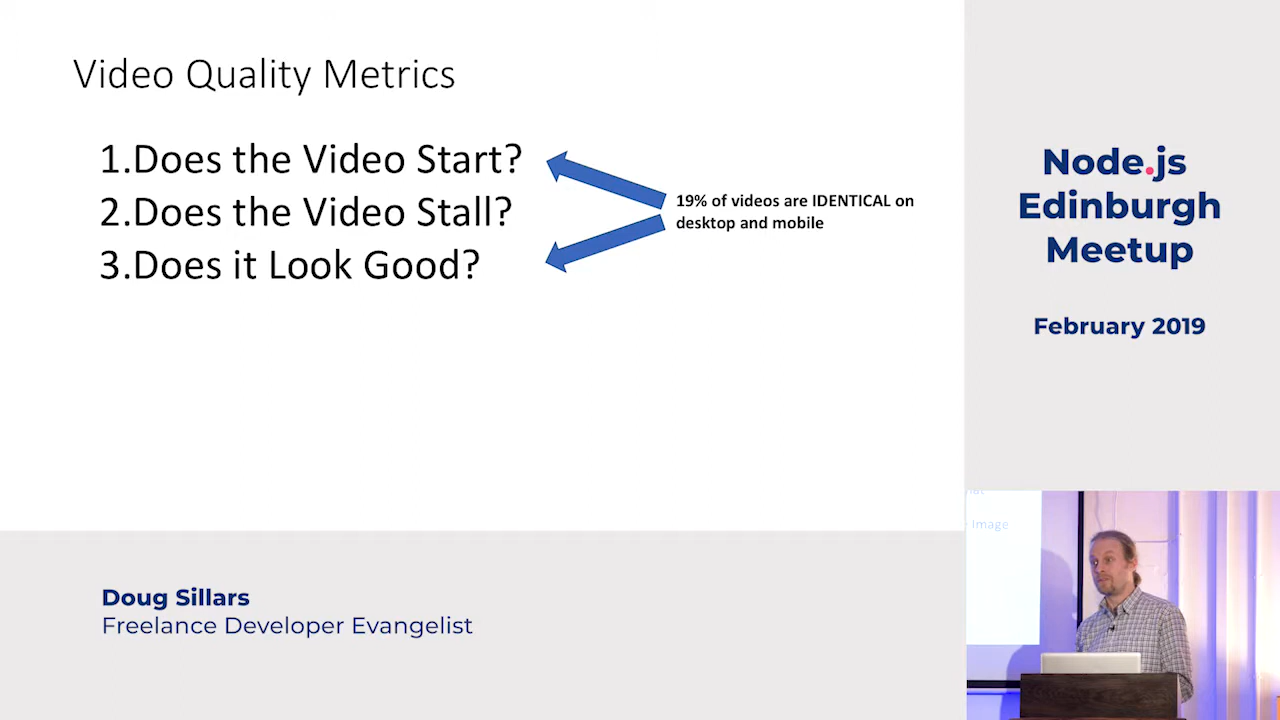 Video Quality Metrics
1.Does the Video Start?
2.Does the Video Stall?
3.Does it Look Good?
19% of videos are IDENTICAL on
desktop and mobile
Node.js
Edinburgh
Meetup
February 2019
Image
Doug Sillars
Freelance Developer Evangelist